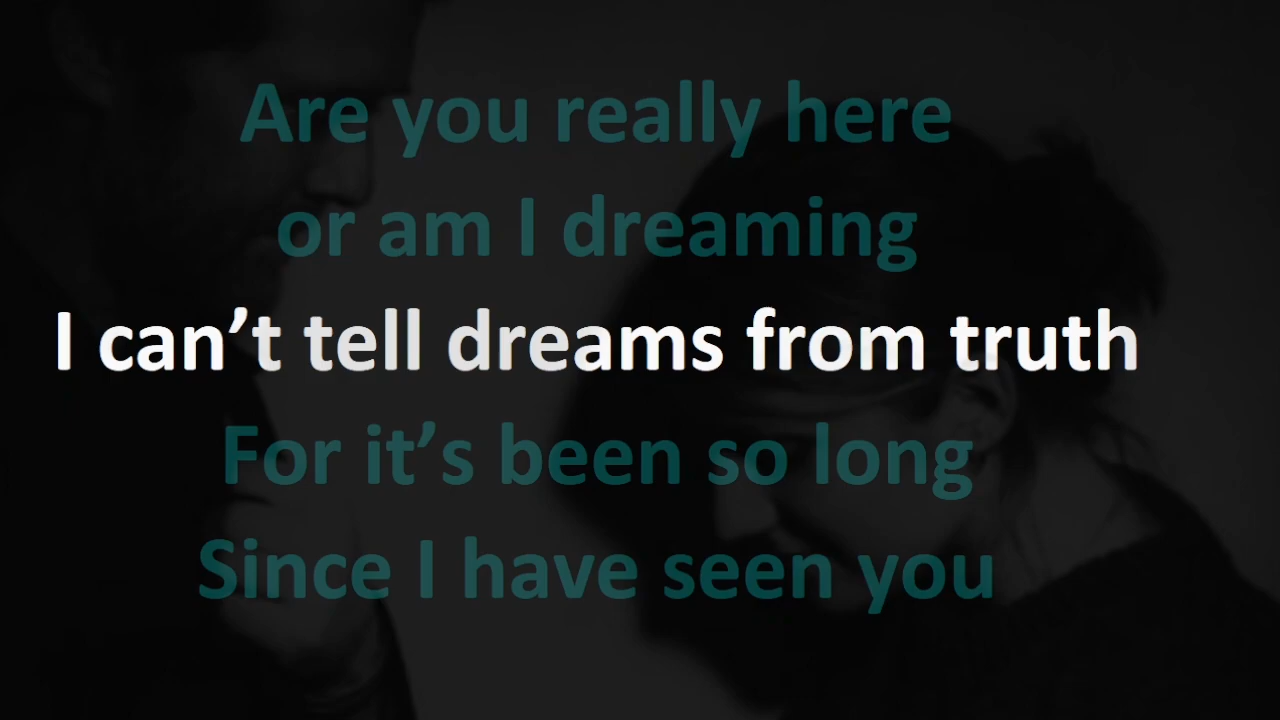 Are you really here
or am I dreaming
I can’t tell dreams from truth
For it’s been so long
Since I have seen you